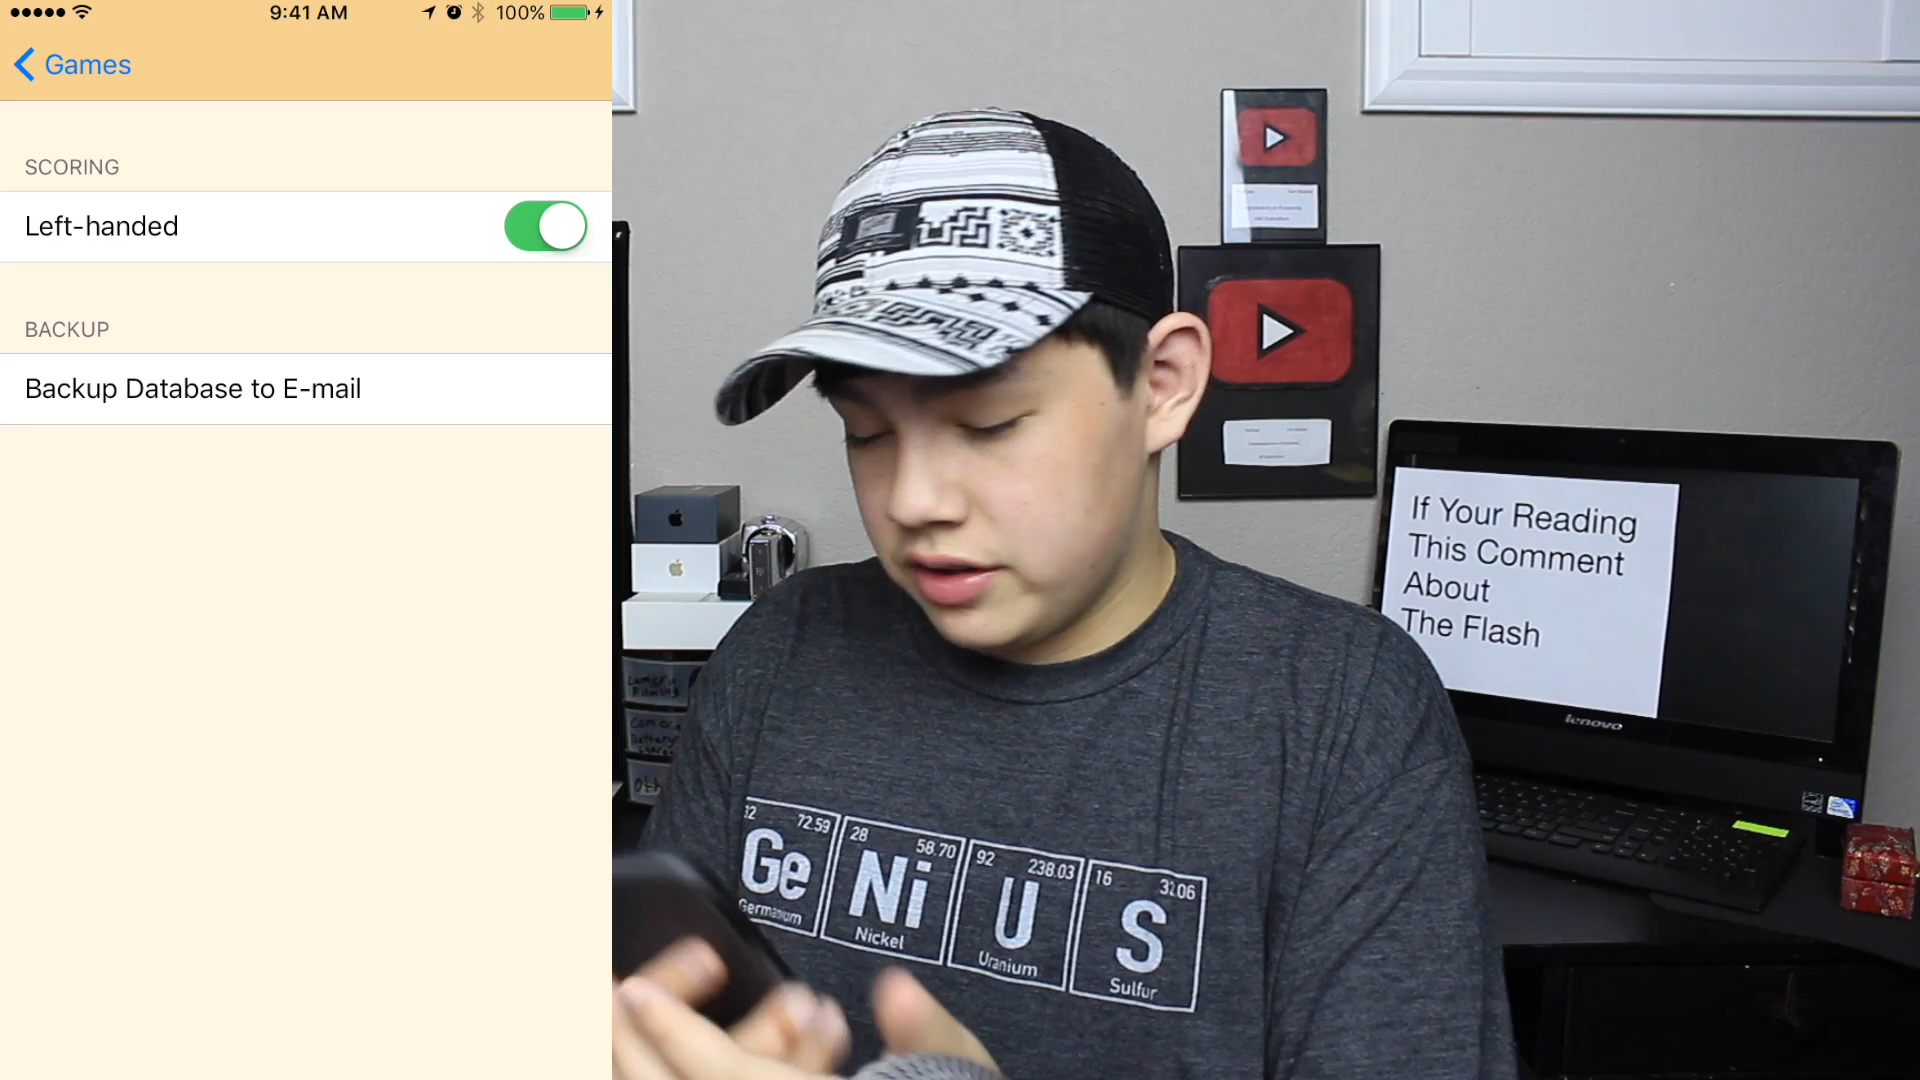 9:41 AM
100%
Games
SCORING
Left-handed
BACKUP
Backup Database to E-mail
If Your Reading
This Comment
About
The Flash
lenovo
72.59
Ge
Germanium
28
58.70
Ni
Nickel
92
238.03
U
Uranium
16
32.06
S
Sulfur